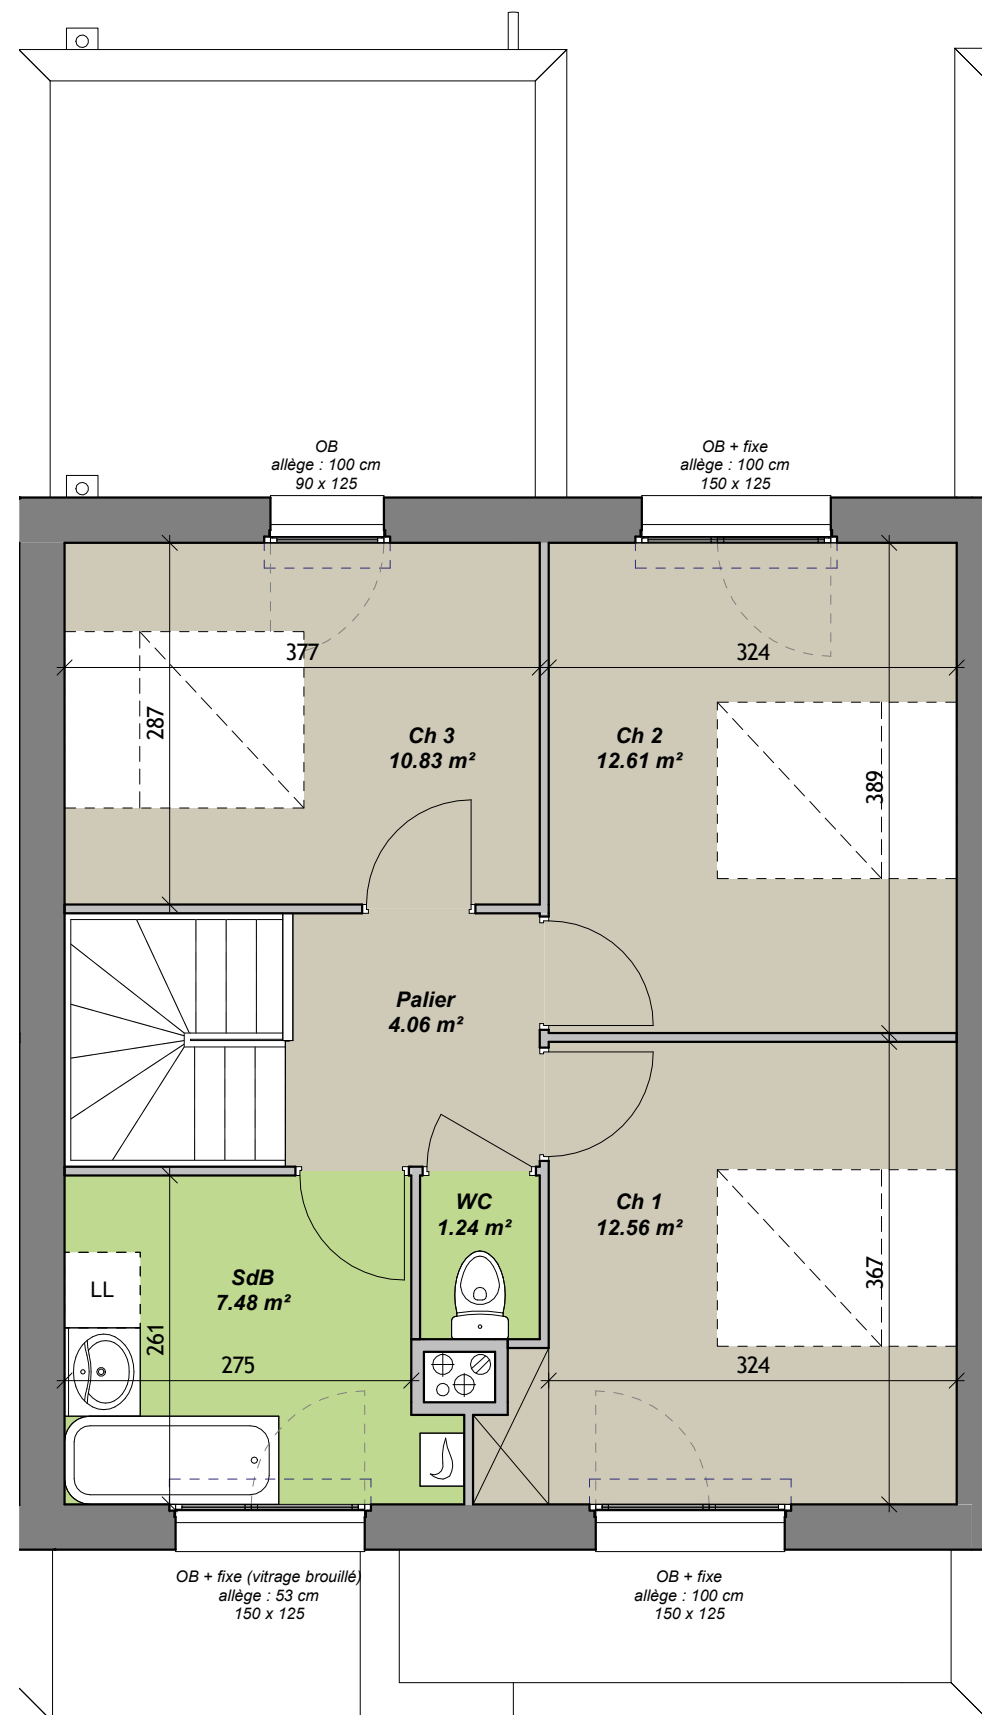 OB
allège : 100 cm
90 x 125
OB + fixe
allège : 100 cm
150 x 125
377
324
287
Ch 3
10.83 m²
Ch 2
12.61 m²
389
Palier
4.06 m²
WC
1.24 m²
Ch 1
12.56 m²
SdB
7.48 m²
LL
261
367
275
324
OB + fixe (vitrage brouillé)
allège : 53 cm
150 x 125
OB + fixe
allège : 100 cm
150 x 125